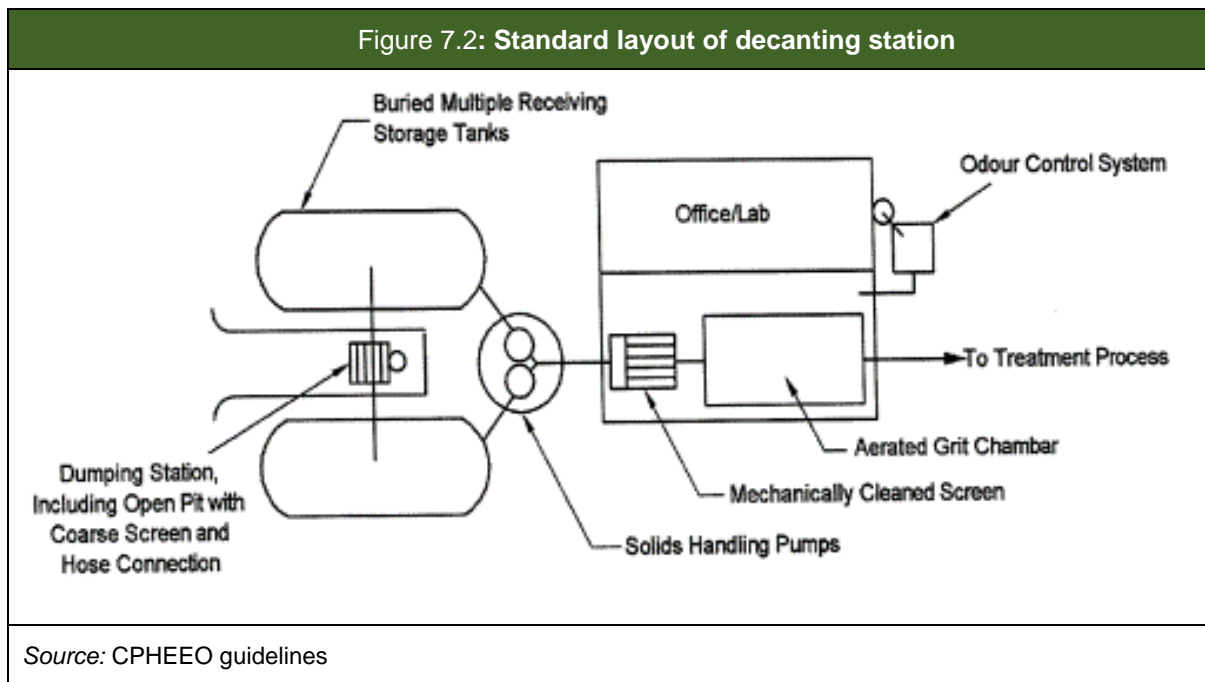 Figure 7.2: Standard layout of decanting station
Buried Multiple Receiving
Storage Tanks
Odour Control System
Office/Lab
To Treatment Process
Aerated Grit Chambar
Mechanically Cleaned Screen
Solids Handling Pumps
Dumping Station,
Including Open Pit with
Coarse Screen and
Hose Connection
Source: CPHEEO guidelines